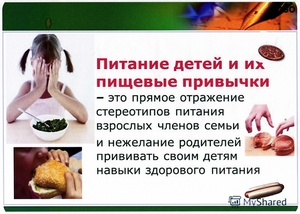 Питание детей и их
пищевые привычки
– это прямое отражение
стереотипов питания
взрослых членов семьи
и нежелание родителей
прививать своим детям
навыки здорового питания
MyShared